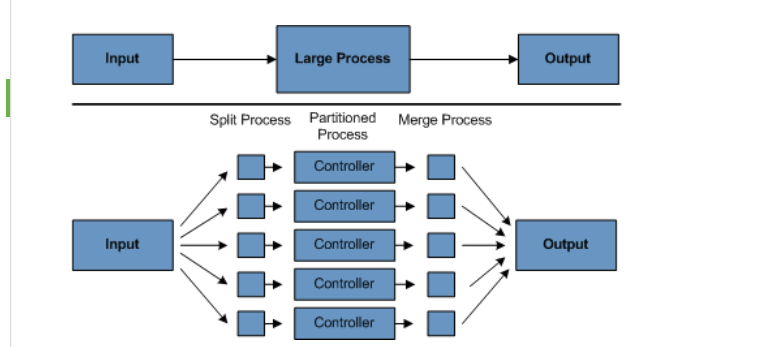 Input
Large Process
Output
Split Process
Partitioned
Process
Merge Process
Controller
Controller
Input
Controller
Output
Controller
Controller